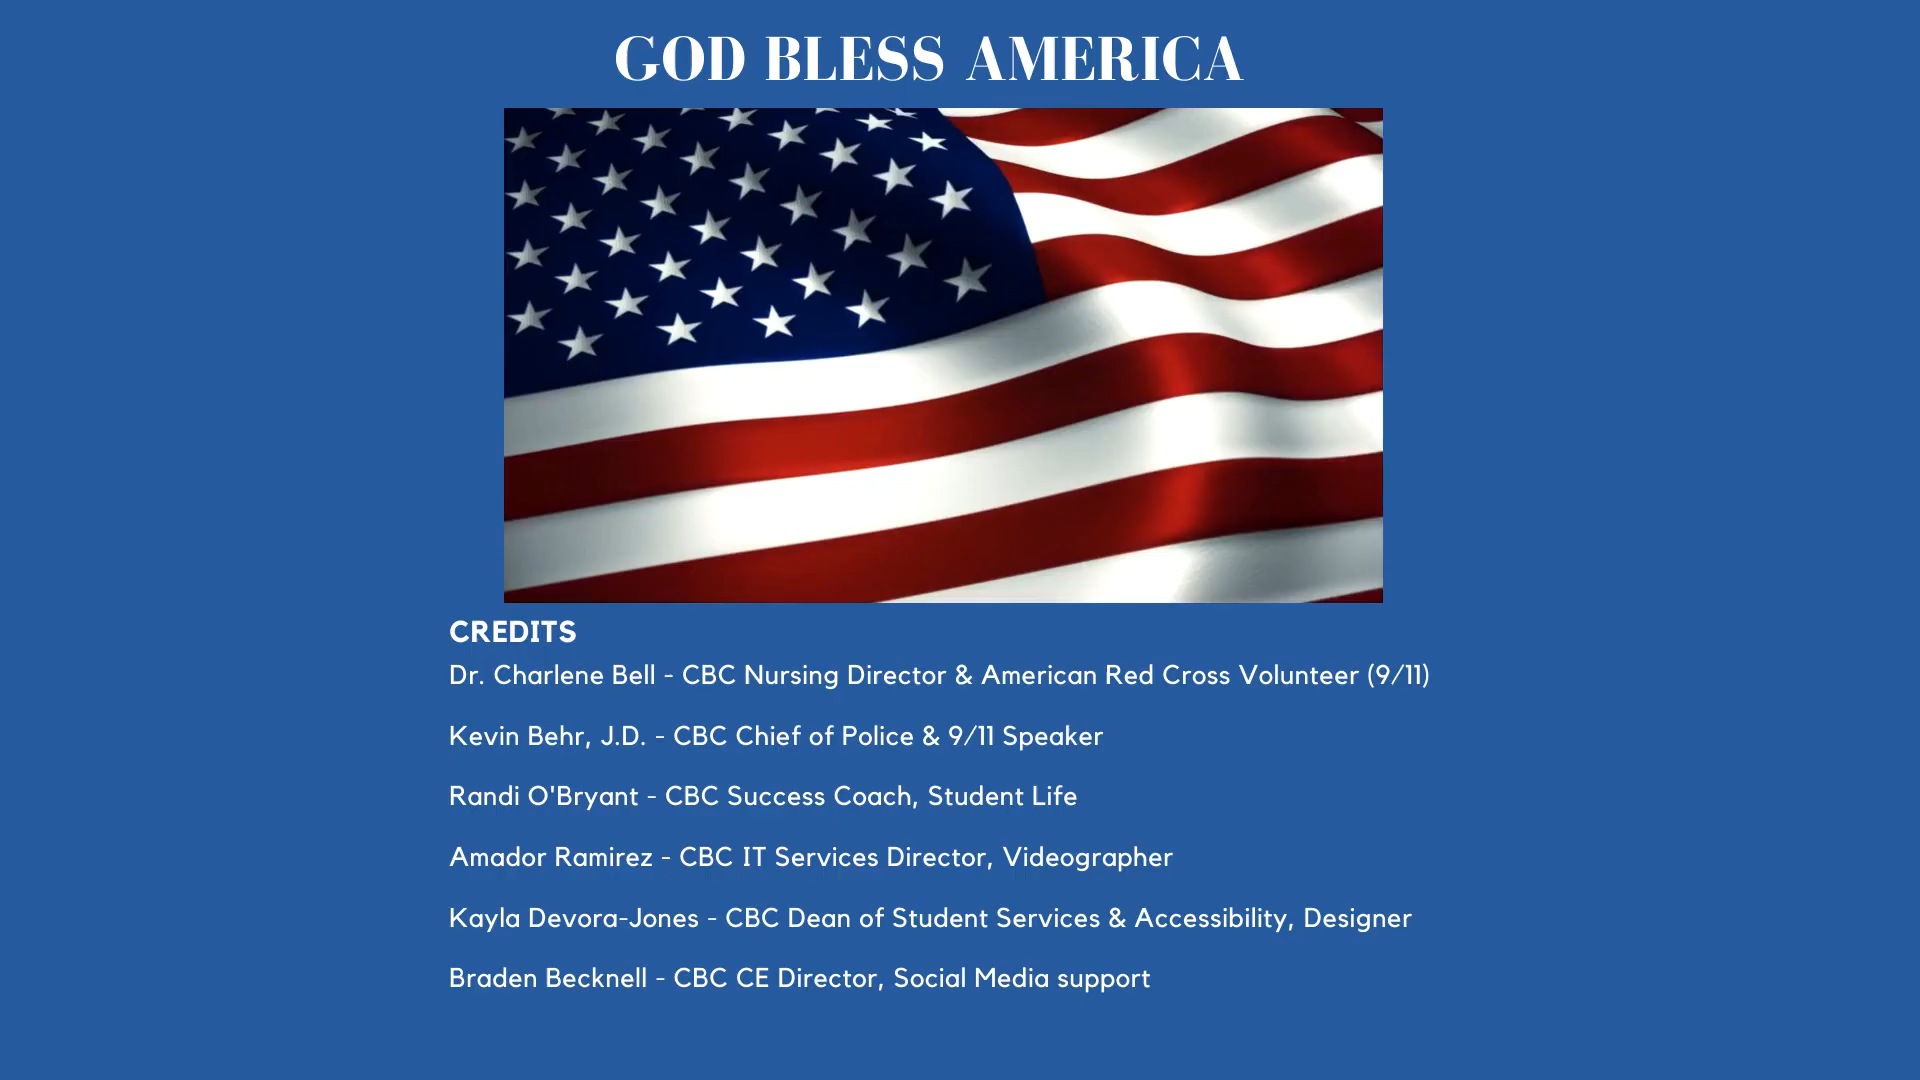 GOD BLESS AMERICA
CREDITS
Dr. Charlene Bell - CBC Nursing Director & American Red Cross Volunteer (9/11)
Kevin Behr, J.D. - CBC Chief of Police & 9/11 Speaker
Randi O'Bryant - CBC Success Coach, Student Life
Amador Ramirez - CBC IT Services Director, Videographer
Kayla Devora-Jones - CBC Dean of Student Services & Accessibility, Designer
Braden Becknell - CBC CE Director, Social Media support